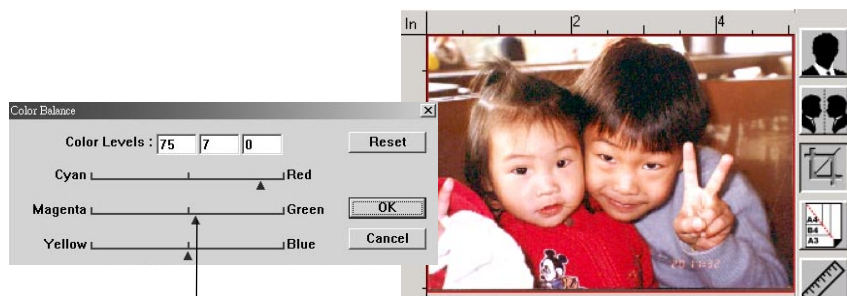 Color Balance
Color Levels : 75 7 0
Reset
Cyan Red
Magenta Green
OK
Yellow Blue
Cancel
In 2 4
A4
B4
A3